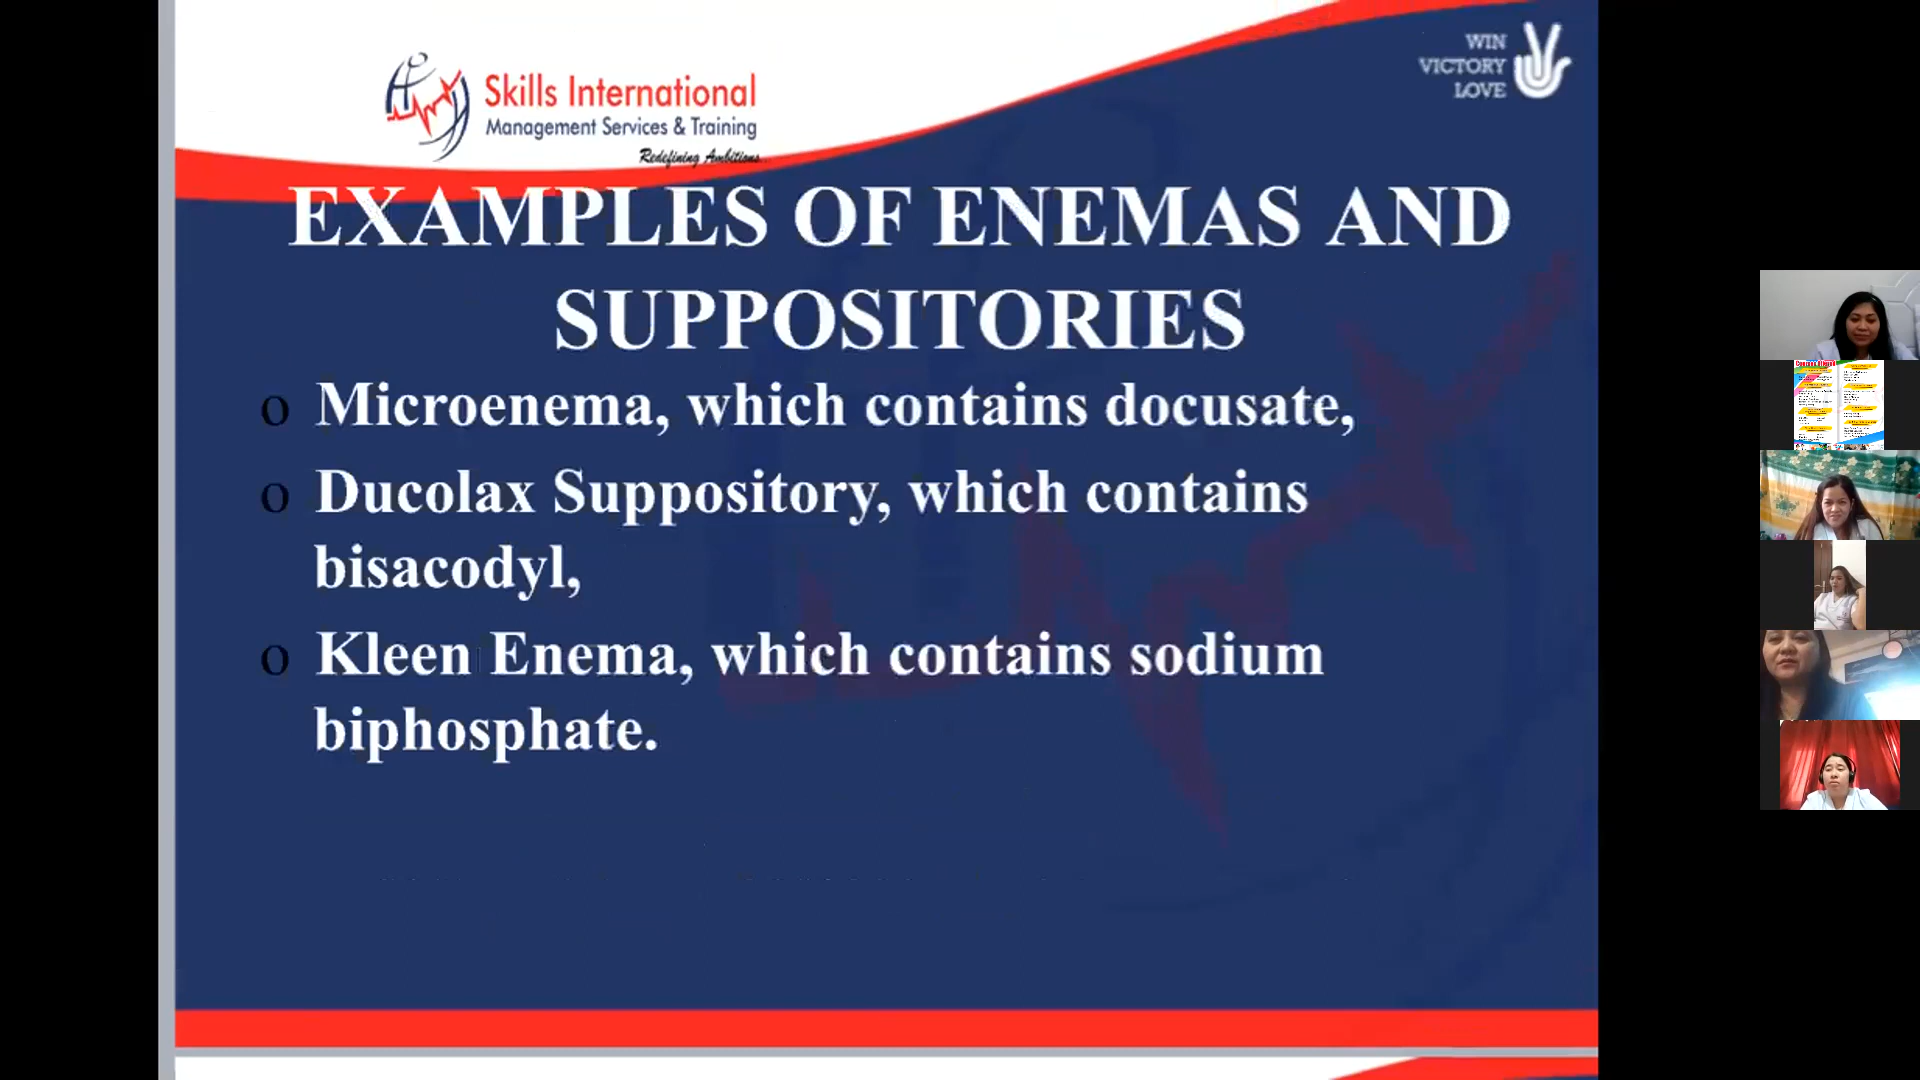 WIN
VICTORY
LOVE
Skills International
Management Services & Training
Redefining Ambitions...
EXAMPLES OF ENEMAS AND
SUPPOSITORIES
o Microenema, which contains docusate,
o Ducolax Suppository, which contains
bisacodyl,
o Kleen Enema, which contains sodium
biphosphate.